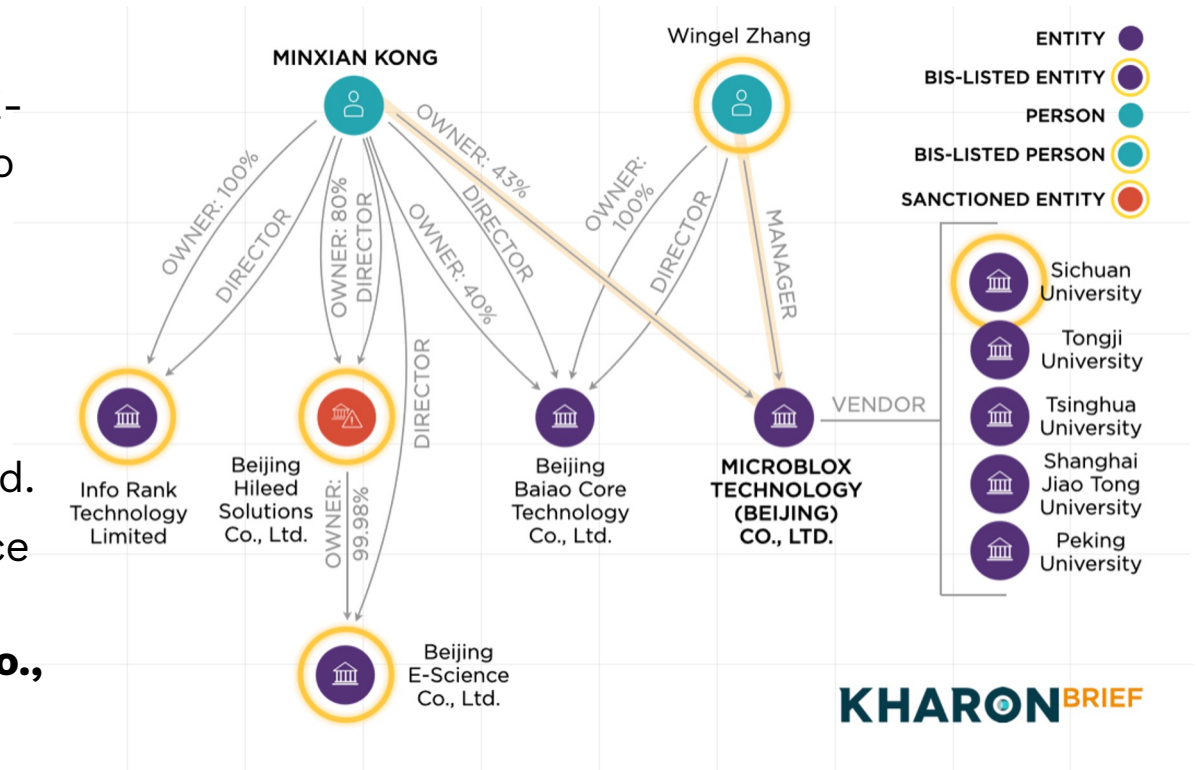 MINXIAN KONG
Wingel Zhang
ENTITY
BIS-LISTED ENTITY
PERSON
BIS-LISTED PERSON
SANCTIONED ENTITY
OWNER: 100%
DIRECTOR
OWNER: 80%
DIRECTOR
OWNER: 40%
DIRECTOR
OWNER: 43%
OWNER:
100%
DIRECTOR
MANAGER
DIRECTOR
VENDOR
Sichuan
University
Tongji
University
Tsinghua
University
Shanghai
Jiao Tong
University
Peking
University
Info Rank
Technology
Limited
Beijing
Hileed
Solutions
Co., Ltd.
Beijing
Baiao Core
Technology
Co., Ltd.
MICROBLOX
TECHNOLOGY
(BEIJING)
CO., LTD.
OWNER:
99.98%
Beijing
E-Science
Co., Ltd.
d.
o.,
KHARON BRIEF